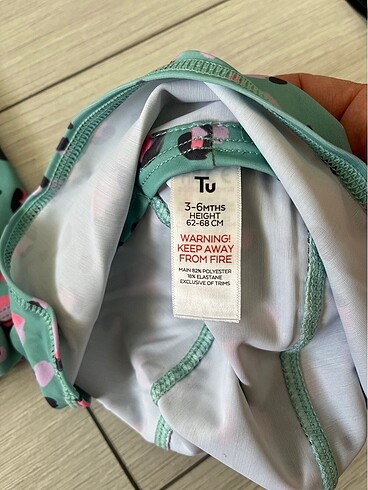 Tu
3-6MTHS
HEIGHT
62-68 CM
WARNING!
KEEP AWAY
FROM FIRE
MAIN 82% POLYESTER
18% ELASTANE
EXCLUSIVE OF TRIMS